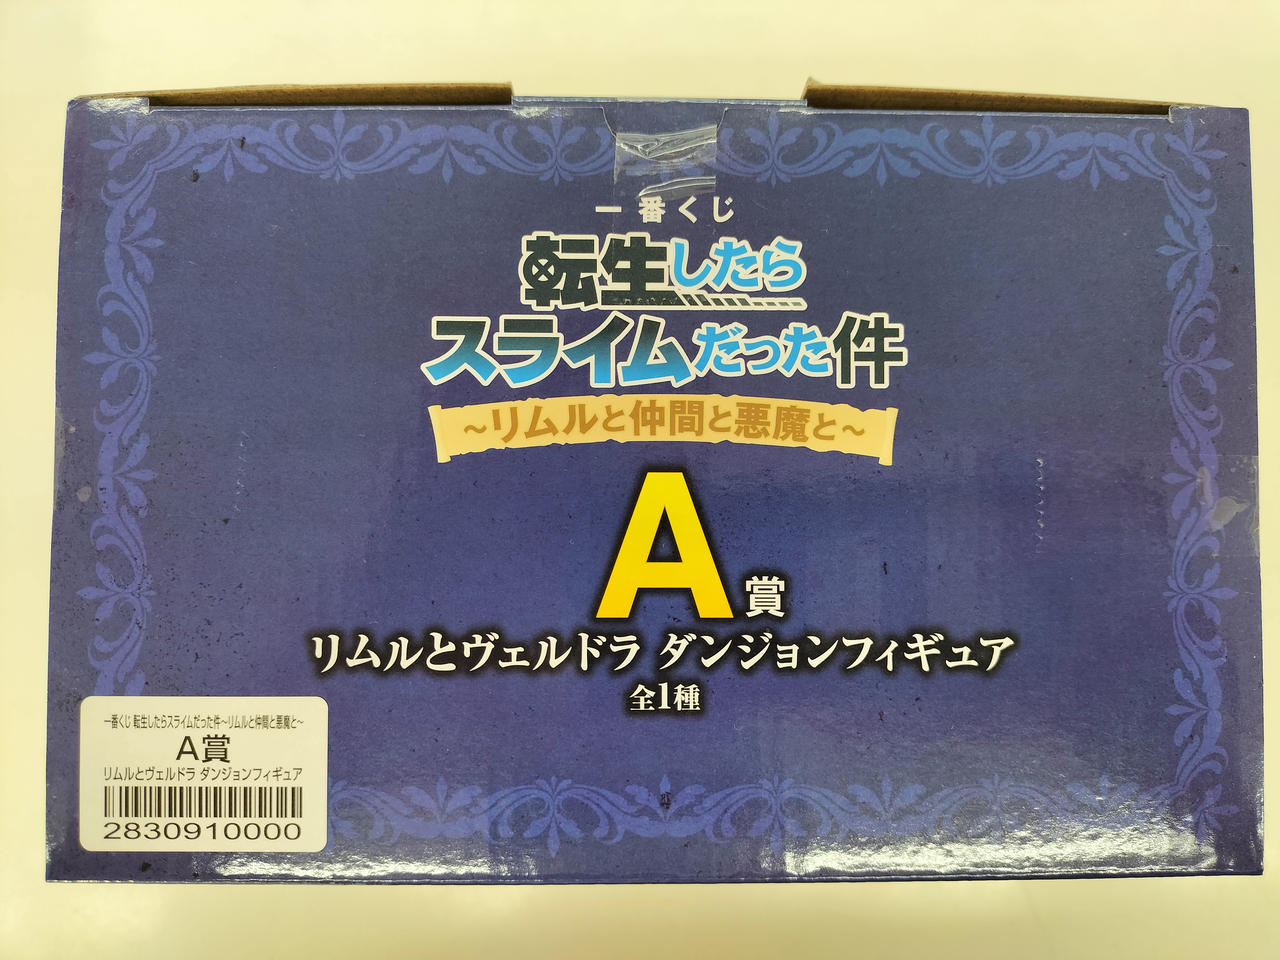 一番くじ
転生したら
スライムだった件
～リムルと仲間と悪魔と～
A賞
リムルとヴェルドラ ダンジョンフィギュア
全1種
一番くじ 転生したらスライムだった件～リムルと仲間と悪魔と～
A賞
リムルとヴェルドラ ダンジョンフィギュア
2830910000